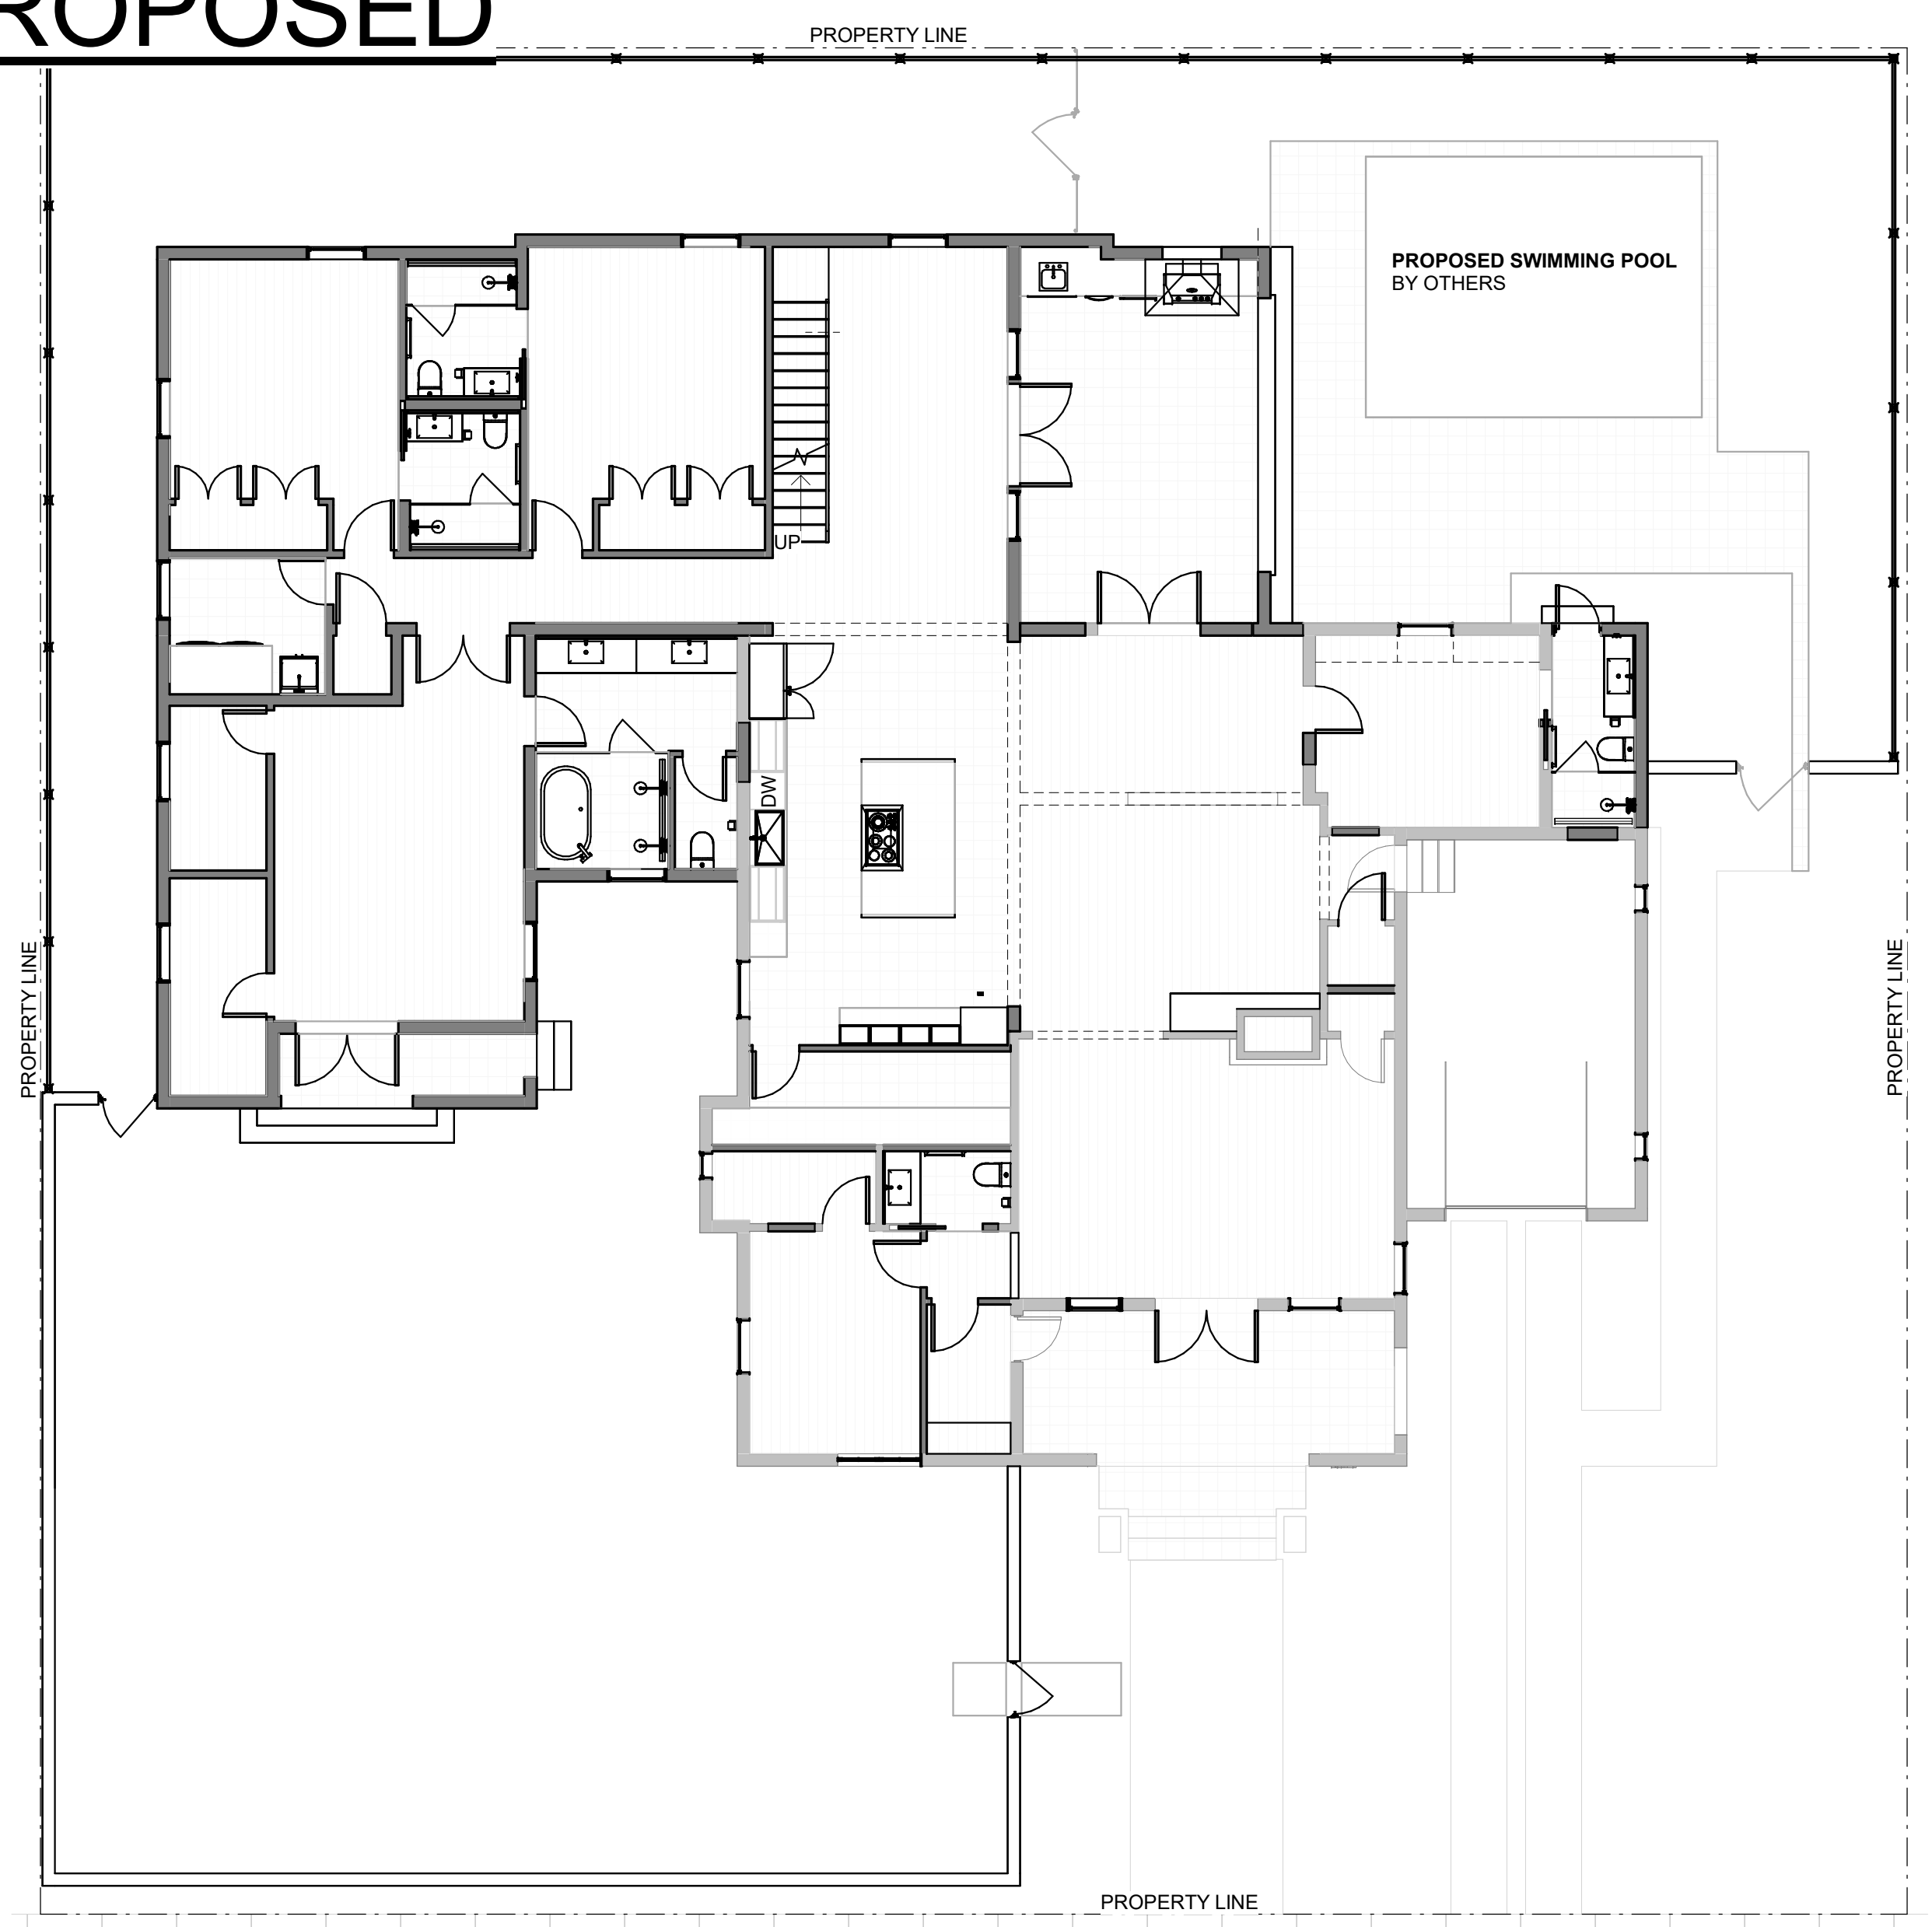 ROPOSED
PROPERTY LINE
PROPOSED SWIMMING POOL
BY OTHERS
UP
DW
PROPERTY LINE
PROPERTY LINE
PROPERTY LINE